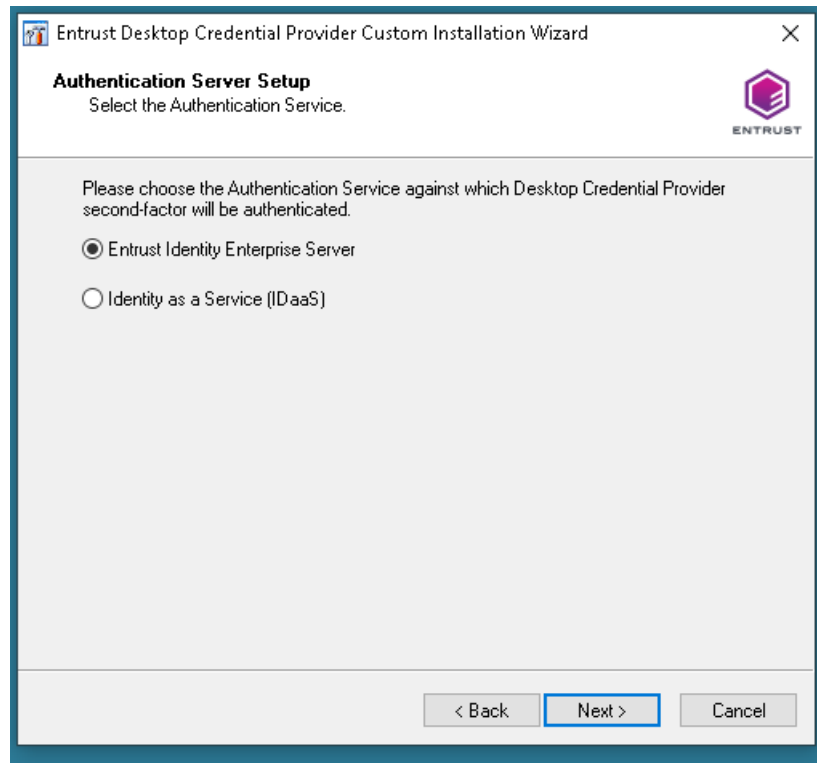 Entrust Desktop Credential Provider Custom Installation Wizard
Authentication Server Setup
Select the Authentication Service.
ENTRUST
Please choose the Authentication Service against which Desktop Credential Provider
second-factor will be authenticated.
Entrust Identity Enterprise Server
Identity as a Service (IDaaS)
< Back
Next >
Cancel